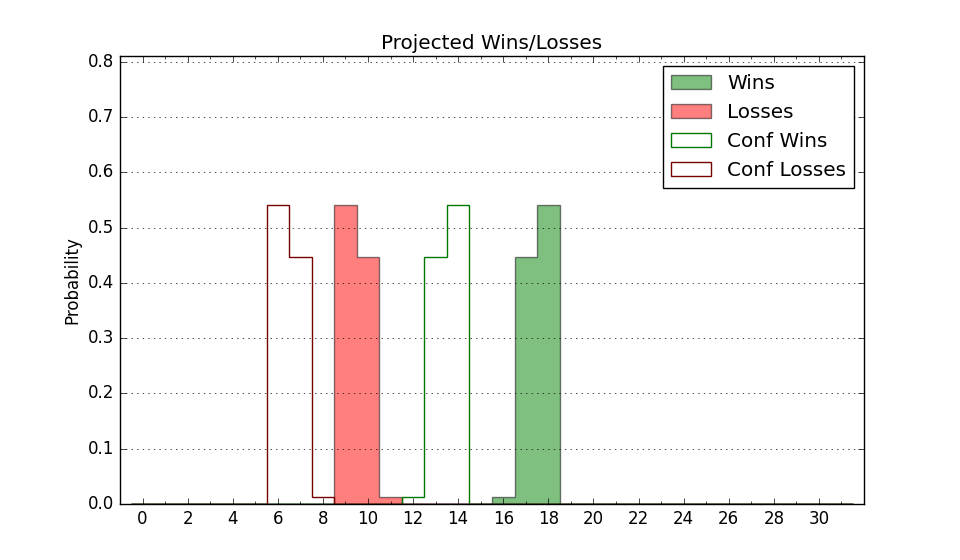 Projected Wins/Losses
Wins
Losses
Conf Wins
Conf Losses
Probability
0.8
0.7
0.6
0.5
0.4
0.3
0.2
0.1
0.0
0 2 4 6 8 10 12 14 16 18 20 22 24 26 28 30